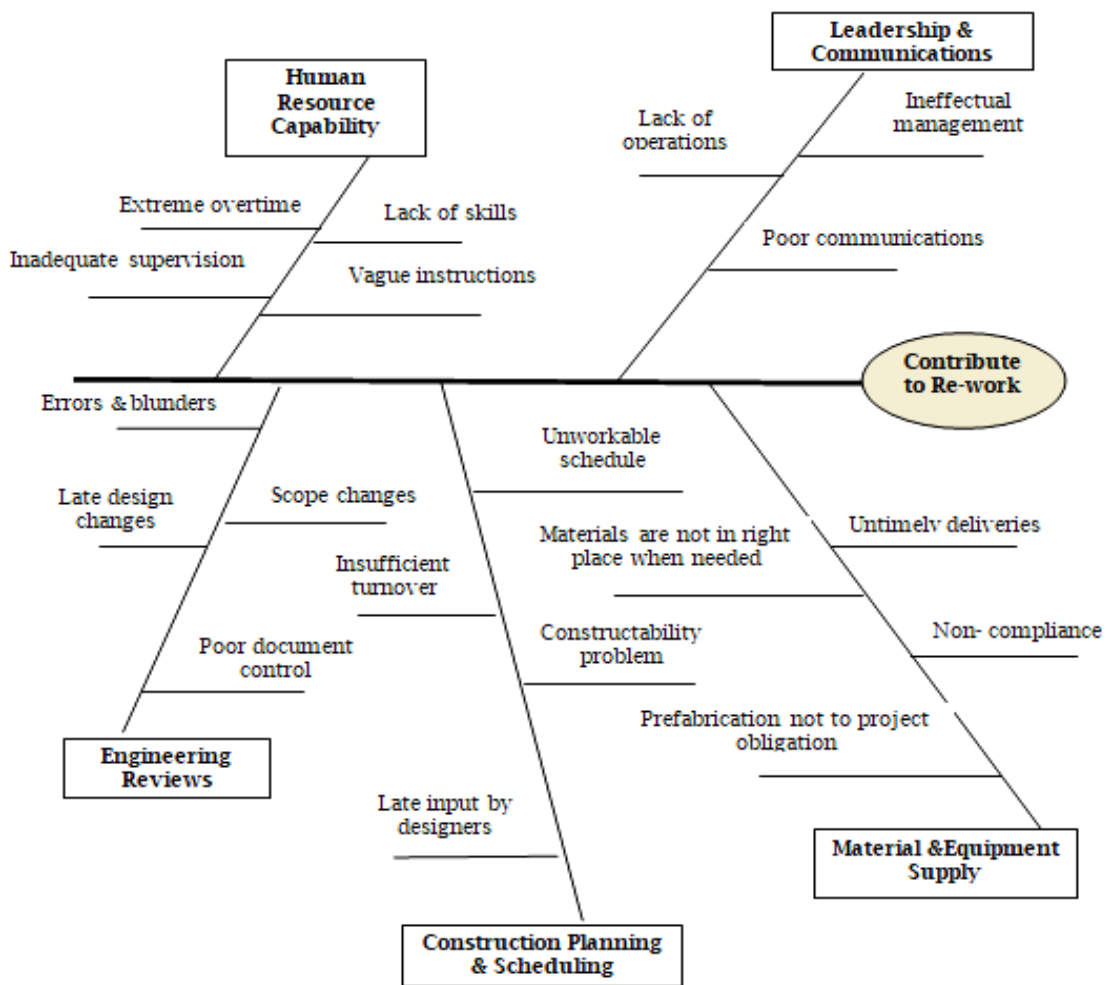 Leadership &
Communications
Human
Resource
Capability
Ineffectual
management
Lack of
operations
Extreme overtime
Lack of skills
Poor communications
Inadequate supervision
Vague instructions
Contribute
to Re-work
Errors & blunders
Unworkable
schedule
Late design
changes
Scope changes
Materials are not in right
place when needed
Untimely deliveries
Insufficient
turnover
Constructability
problem
Non- compliance
Poor document
control
Prefabrication not to project
obligation
Engineering
Reviews
Late input by
designers
Material &Equipment
Supply
Construction Planning
& Scheduling